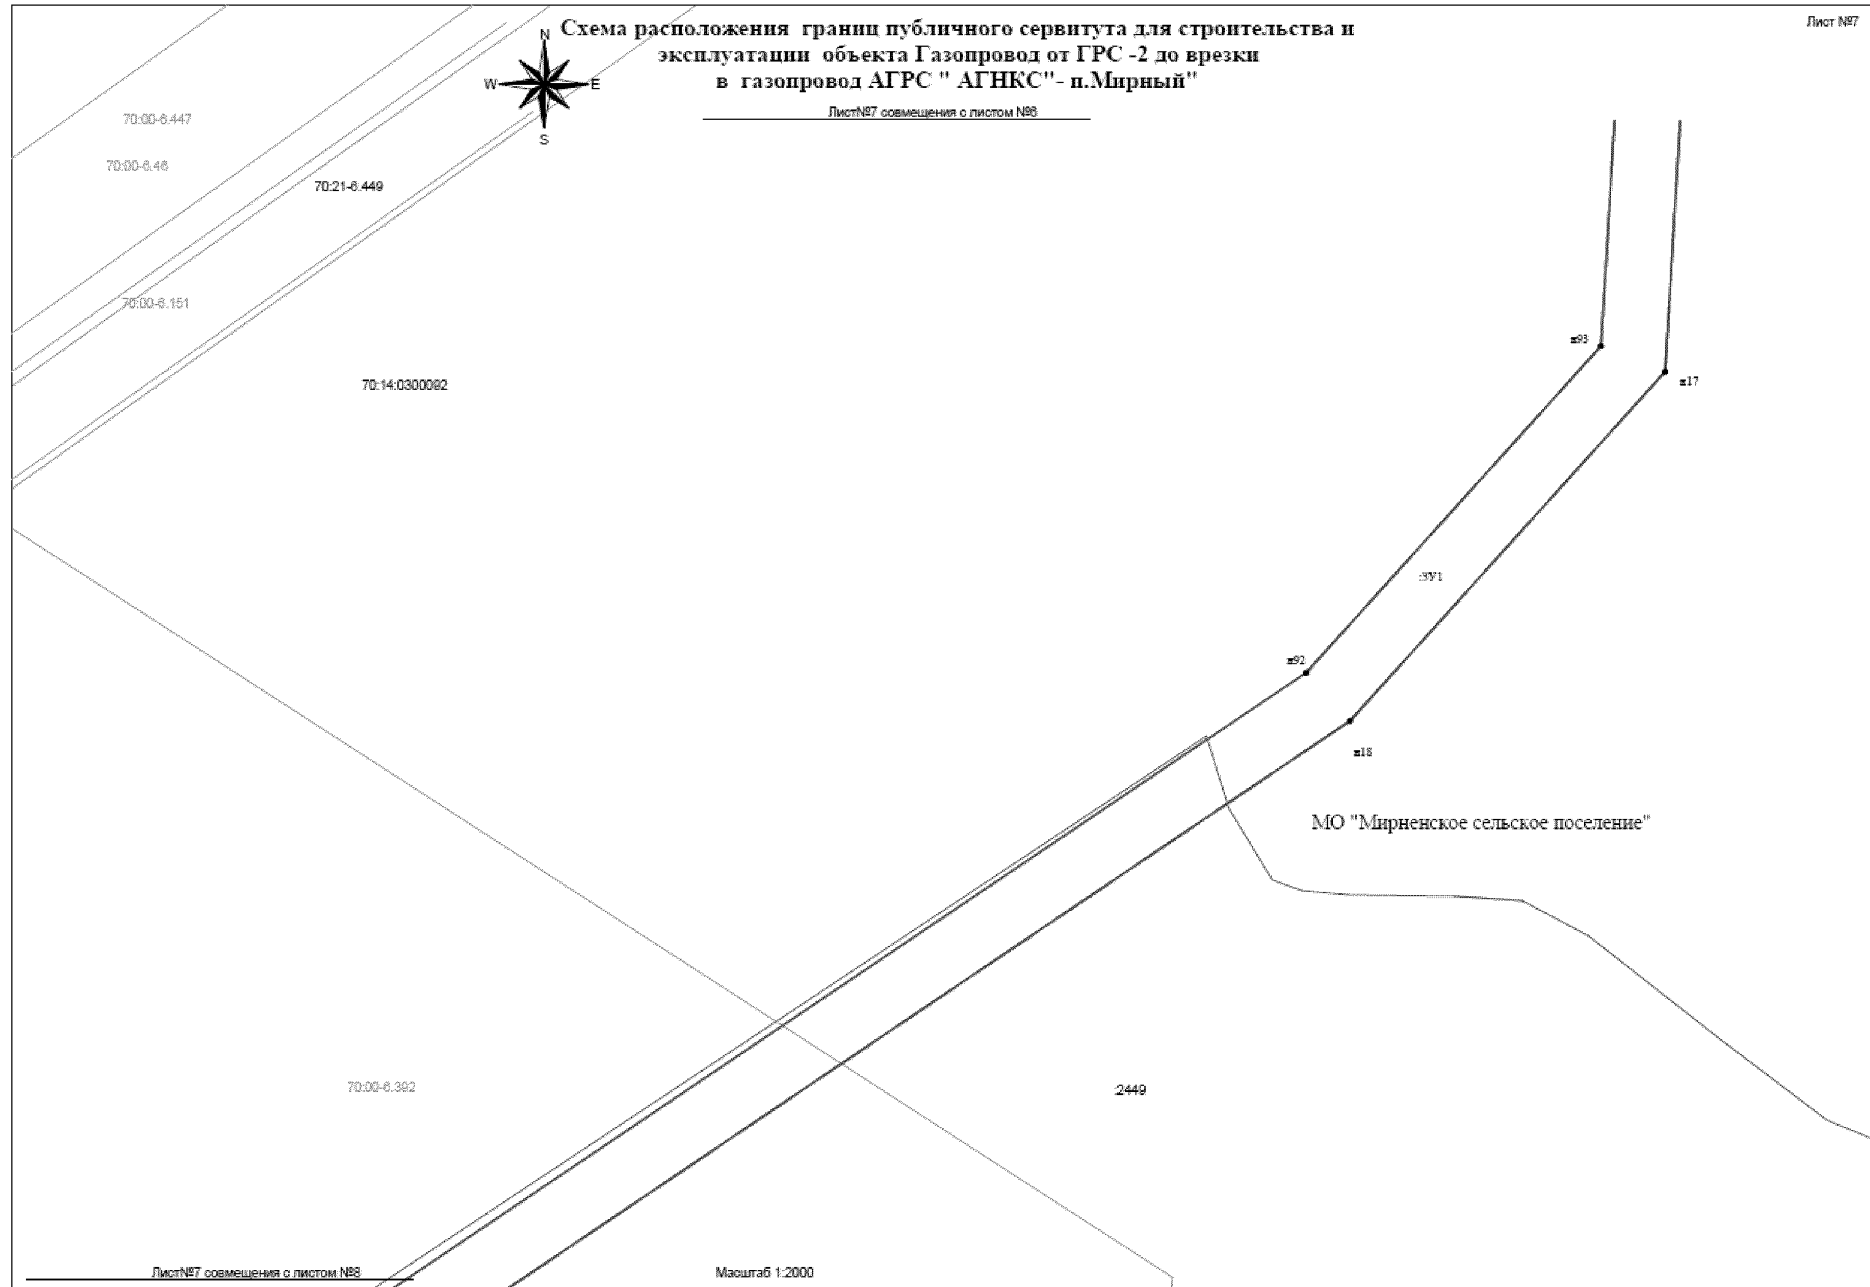 Лист №7
Схема расположения границ публичного сервитута для строительства и
эксплуатации объекта Газопровод от ГРС -2 до врезки
в газопровод АГРС " АГНКС"- п.Мирный"
Лист№7 совмещения с листом №6
N
W
E
S
70:00-6.447
70:00-6.46
70:21-6.449
70:00-6.151
70:14:0300092
н93
н17
:ЗУ1
н92
н18
МО "Мирненское сельское поселение"
70:00-6.392
:2449
Лист№7 совмещения с листом №8
Масштаб 1:2000